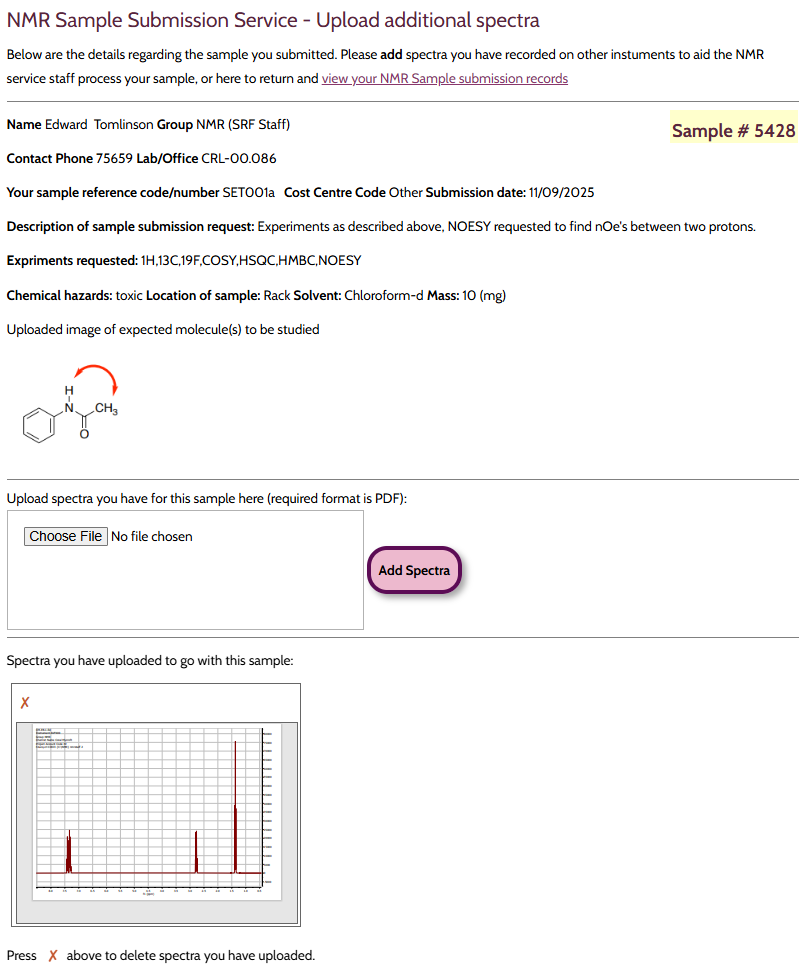 NMR Sample Submission Service - Upload additional spectra
Below are the details regarding the sample you submitted. Please add spectra you have recorded on other instuments to aid the NMR
service staff process your sample, or here to return and view your NMR Sample submission records
Name Edward Tomlinson Group NMR (SRF Staff)
Sample # 5428
Contact Phone 75659 Lab/Office CRL-00.086
Your sample reference code/number SET001a Cost Centre Code Other Submission date: 11/09/2025
Description of sample submission request: Experiments as described above, NOESY requested to find nOe's between two protons.
Expriments requested: 1H,13C,19F,COSY,HSQC,HMBC,NOESY
Chemical hazards: toxic Location of sample: Rack Solvent: Chloroform-d Mass: 10 (mg)
Uploaded image of expected molecule(s) to be studied
H
N
CH3
O
Upload spectra you have for this sample here (required format is PDF):
Choose File No file chosen
Add Spectra
Spectra you have uploaded to go with this sample:
✗
Press ✗ above to delete spectra you have uploaded.